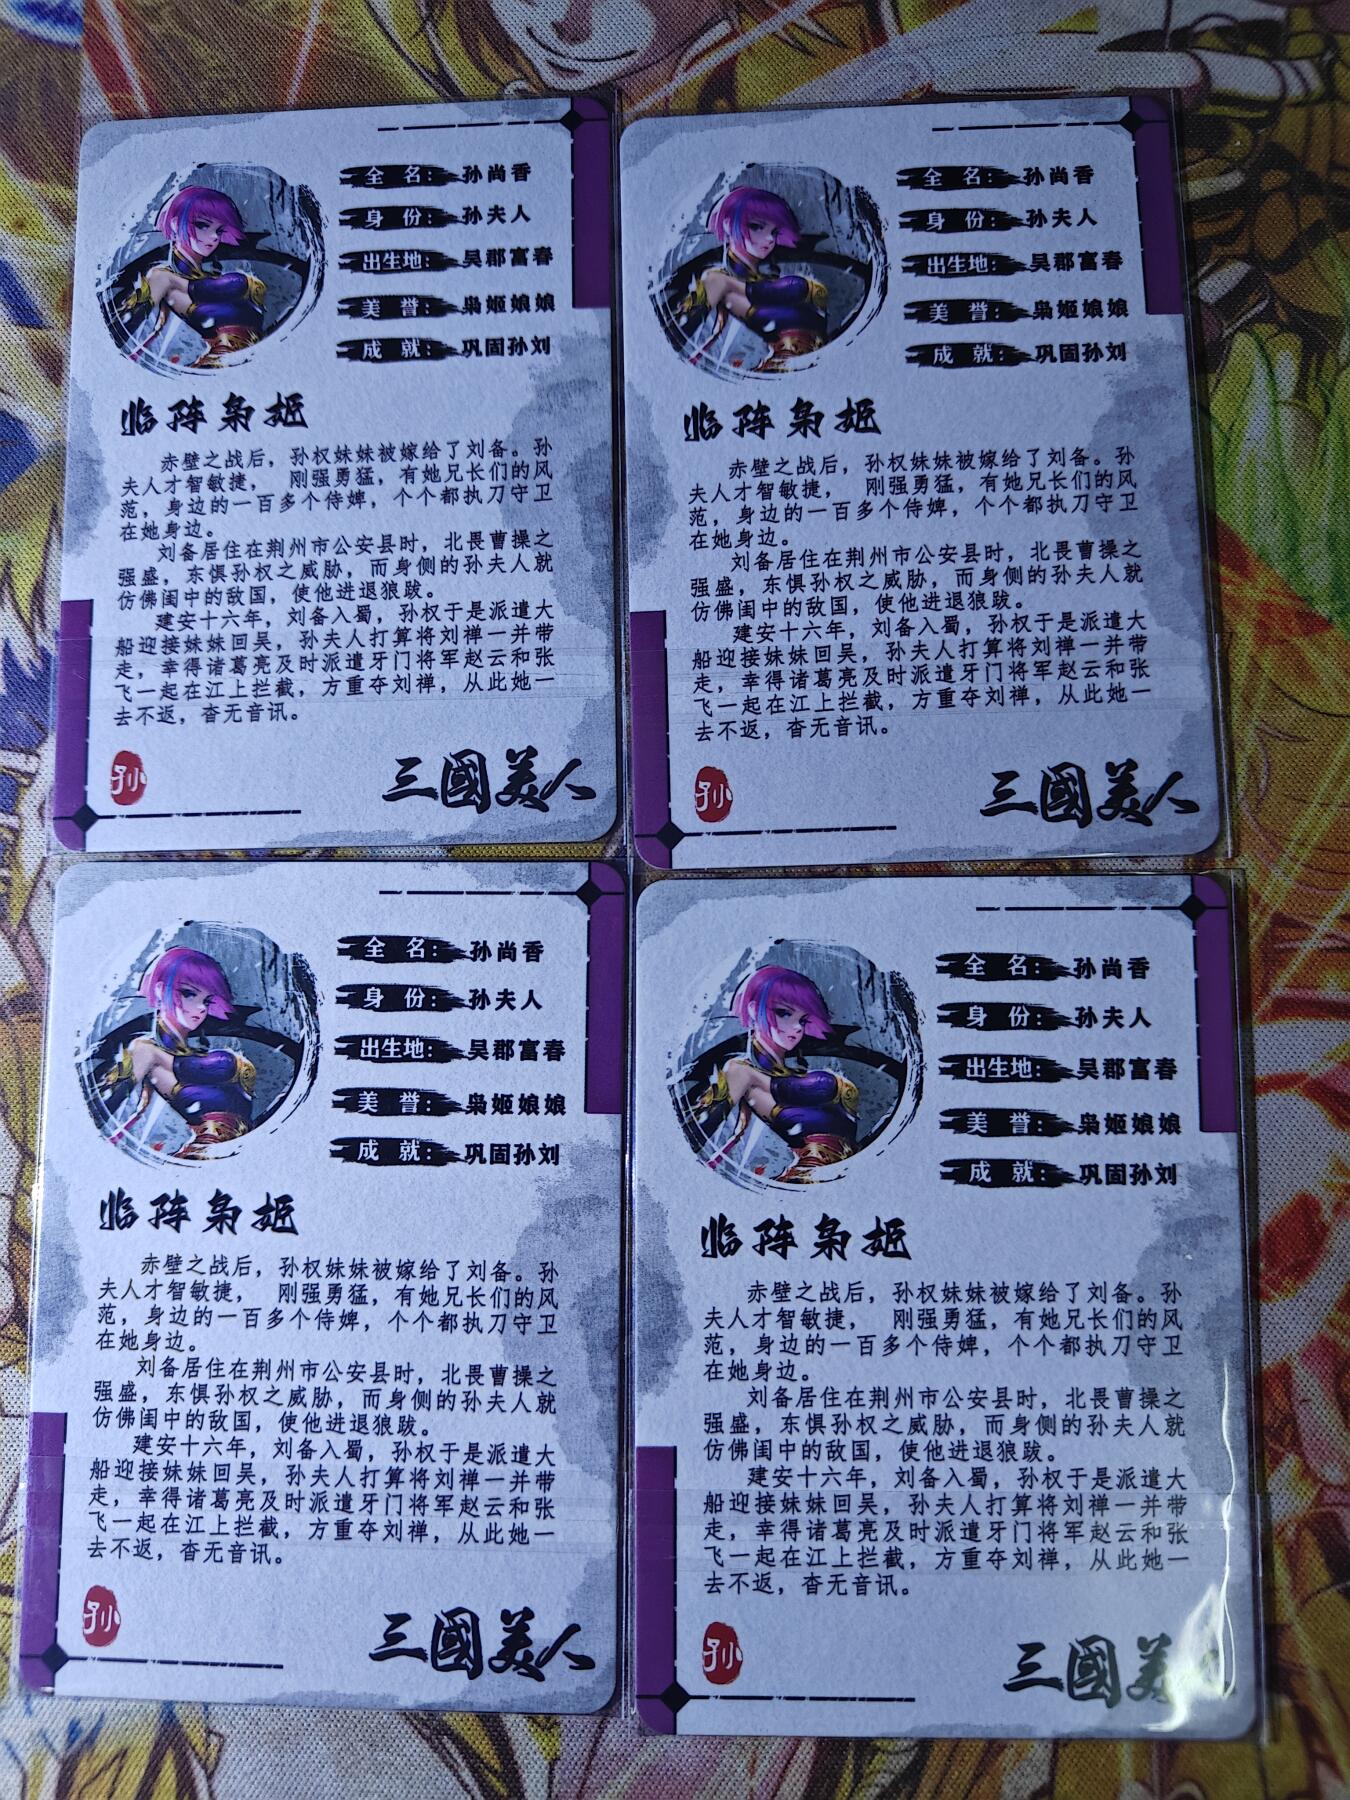 全 名: 孙尚香
身 份: 孙夫人
出生地: 吴郡富春
美 誉: 枭姬娘娘
成 就: 巩固孙刘
临阵枭姬
赤壁之战后，孙权妹妹被嫁给了刘备。孙
夫人才智敏捷， 刚强勇猛，有她兄长们的风
范，身边的一百多个侍婢，个个都执刀守卫
在她身边。
刘备居住在荆州市公安县时，北畏曹操之
强盛，东惧孙权之威胁，而身侧的孙夫人就
仿佛闺中的敌国，使他进退狼跋。
建安十六年，刘备入蜀，孙权于是派遣大
船迎接妹妹回吴，孙夫人打算将刘禅一并带
走，幸得诸葛亮及时派遣牙门将军赵云和张
飞一起在江上拦截，方重夺刘禅，从此她一
去不返，杳无音讯。
孙
三國美人
全 名: 孙尚香
身 份: 孙夫人
出生地: 吴郡富春
美 誉: 枭姬娘娘
成 就: 巩固孙刘
临阵枭姬
赤壁之战后，孙权妹妹被嫁给了刘备。孙
夫人才智敏捷， 刚强勇猛，有她兄长们的风
范，身边的一百多个侍婢，个个都执刀守卫
在她身边。
刘备居住在荆州市公安县时，北畏曹操之
强盛，东惧孙权之威胁，而身侧的孙夫人就
仿佛闺中的敌国，使他进退狼跋。
建安十六年，刘备入蜀，孙权于是派遣大
船迎接妹妹回吴，孙夫人打算将刘禅一并带
走，幸得诸葛亮及时派遣牙门将军赵云和张
飞一起在江上拦截，方重夺刘禅，从此她一
去不返，杳无音讯。
孙
三國美人
全 名: 孙尚香
身 份: 孙夫人
出生地: 吴郡富春
美 誉: 枭姬娘娘
成 就: 巩固孙刘
临阵枭姬
赤壁之战后，孙权妹妹被嫁给了刘备。孙
夫人才智敏捷， 刚强勇猛，有她兄长们的风
范，身边的一百多个侍婢，个个都执刀守卫
在她身边。
刘备居住在荆州市公安县时，北畏曹操之
强盛，东惧孙权之威胁，而身侧的孙夫人就
仿佛闺中的敌国，使他进退狼跋。
建安十六年，刘备入蜀，孙权于是派遣大
船迎接妹妹回吴，孙夫人打算将刘禅一并带
走，幸得诸葛亮及时派遣牙门将军赵云和张
飞一起在江上拦截，方重夺刘禅，从此她一
去不返，杳无音讯。
孙
三國美人
全 名: 孙尚香
身 份: 孙夫人
出生地: 吴郡富春
美 誉: 枭姬娘娘
成 就: 巩固孙刘
临阵枭姬
赤壁之战后，孙权妹妹被嫁给了刘备。孙
夫人才智敏捷， 刚强勇猛，有她兄长们的风
范，身边的一百多个侍婢，个个都执刀守卫
在她身边。
刘备居住在荆州市公安县时，北畏曹操之
强盛，东惧孙权之威胁，而身侧的孙夫人就
仿佛闺中的敌国，使他进退狼跋。
建安十六年，刘备入蜀，孙权于是派遣大
船迎接妹妹回吴，孙夫人打算将刘禅一并带
走，幸得诸葛亮及时派遣牙门将军赵云和张
飞一起在江上拦截，方重夺刘禅，从此她一
去不返，杳无音讯。
孙
三國美